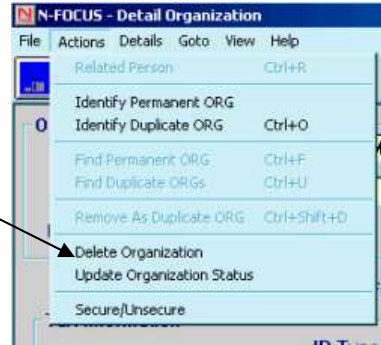 N-FOCUS - Detail Organization
File Actions Details Goto View Help
Related Person Ctrl+R
Identify Permanent ORG
Identify Duplicate ORG Ctrl+O
Find Permanent ORG Ctrl+F
Find Duplicate ORGs Ctrl+U
Remove As Duplicate ORG Ctrl+Shift+D
Delete Organization
Update Organization Status
Secure/Unsecure